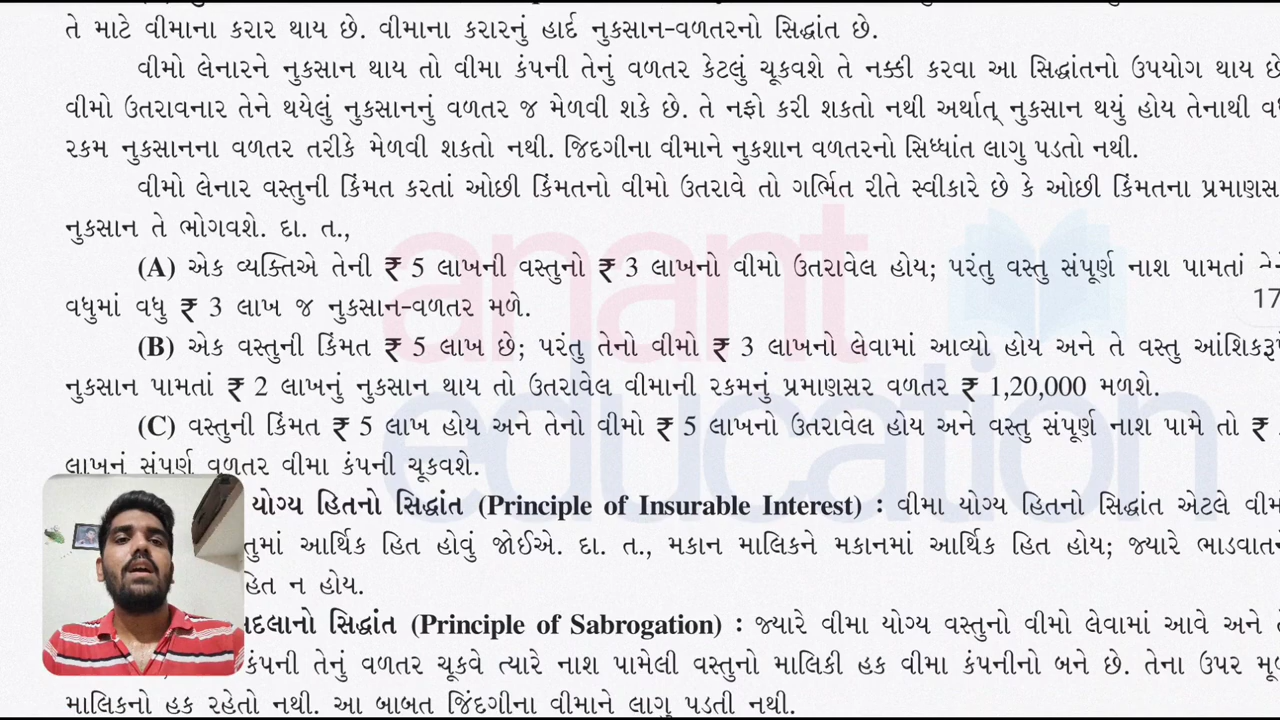 તે માટે વીમાના કરાર થાય છે. વીમાના કરારનું હાર્દ નુકસાન-વળતરનો સિદ્ધાંત છે.
વીમો લેનારને નુકસાન થાય તો વીમા કંપની તેનું વળતર કેટલું ચૂકવશે તે નક્કી કરવા આ સિદ્ધાંતનો ઉપયોગ થાય
વીમો ઉતરાવનાર તેને થયેલું નુકસાનનું વળતર જ મેળવી શકે છે. તે નફો કરી શકતો નથી અર્થાત્ નુકસાન થયું હોય તેનાથી
રકમ નુકસાનના વળતર તરીકે મેળવી શકતો નથી. જિંદગીના વીમાને નુકશાન વળતરનો સિધ્ધાંત લાગુ પડતો નથી.
વીમો લેનાર વસ્તુની કિંમત કરતાં ઓછી કિંમતનો વીમો ઉતરાવે તો ગર્ભિત રીતે સ્વીકારે છે કે ઓછી કિંમતના
નુકસાન તે ભોગવશે. દા. ત.,
(A) એક વ્યક્તિએ તેની ₹ 5 લાખની વસ્તુનો ₹ 3 લાખનો વીમો ઉતરાવેલ હોય; પરંતુ વસ્તુ સંપૂર્ણ નાશ પામતાં
વધુમાં વધુ ₹ 3 લાખ જ નુકસાન-વળતર મળે.
17
(B) એક વસ્તુની કિંમત ₹ 5 લાખ છે; પરંતુ તેનો વીમો ₹ 3 લાખનો લેવામાં આવ્યો હોય અને તે વસ્તુ
નુકસાન પામતાં ₹ 2 લાખનું નુકસાન થાય તો ઉતરાવેલ વીમાની રકમનું પ્રમાણસર વળતર ₹ 1,20,000 મળશે.
(C) વસ્તુની કિંમત ₹ 5 લાખ હોય અને તેનો વીમો ₹ 5 લાખનો ઉતરાવેલ હોય અને વસ્તુ સંપૂર્ણ નાશ પામે તો ₹
લાખનું સંપૂર્ણ વળતર વીમા કંપની ચૂકવશે.
યોગ્ય હિતનો સિદ્ધાંત (Principle of Insurable Interest) : વીમા યોગ્ય હિતનો સિદ્ધાંત એટલે
આર્થિક હિત હોવું જોઈએ. દા. ત., મકાન માલિકને મકાનમાં આર્થિક હિત હોય; જ્યારે
હિત ન હોય.
સિદ્ધાંત (Principle of Sabrogation) : જ્યારે વીમા યોગ્ય વસ્તુનો વીમો લેવામાં આવે અને
કંપની તેનું વળતર ચૂકવે ત્યારે નાશ પામેલી વસ્તુનો માલિકી હક વીમા કંપનીનો બને છે. તેના ઉપર
માલિકનો હક રહેતો નથી. આ બાબત જિંદગીના વીમાને લાગુ પડતી નથી.
anant
education